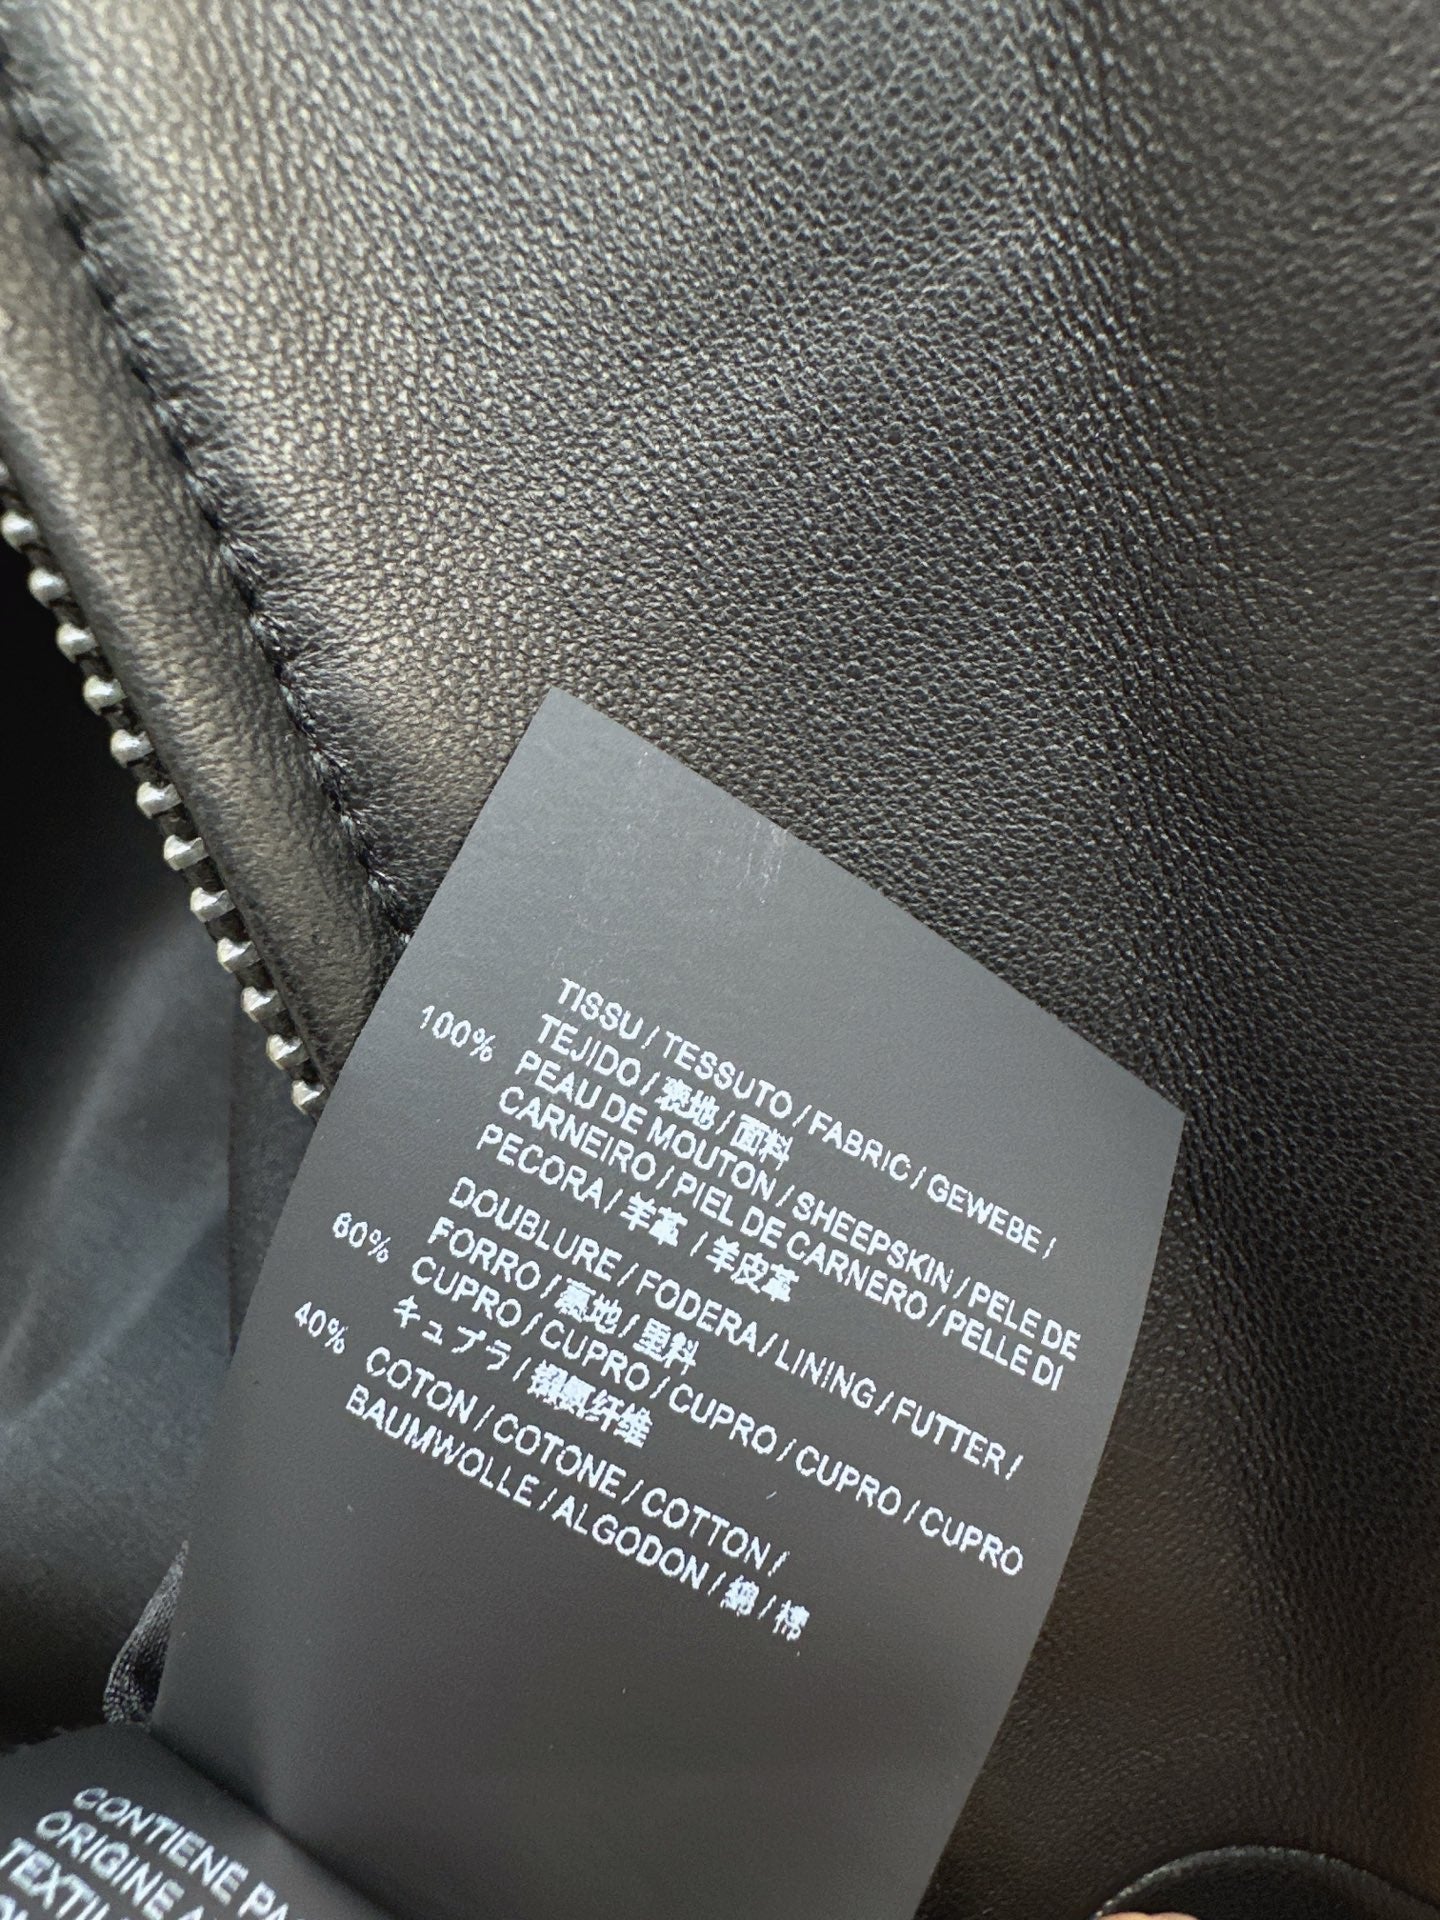 TISSU / TESSUTO / FABRIC / GEWEBE /
TEJIDO / 表地 / 面料
100% PEAU DE MOUTON / SHEEPSKIN / PELE DE
CARNEIRO / PIEL DE CARNERO / PELLE DI
PECORA / 羊革 / 羊皮革
DOUBLURE / FODERA / LINING / FUTTER /
FORRO / 裏地 / 里料
60% CUPRO / CUPRO / CUPRO / CUPRO / CUPRO
キュプラ / 铜氨纤维
40% COTON / COTONE / COTTON /
BAUMWOLLE / ALGODON / 綿 / 棉
CONTIENE
ORIGINE